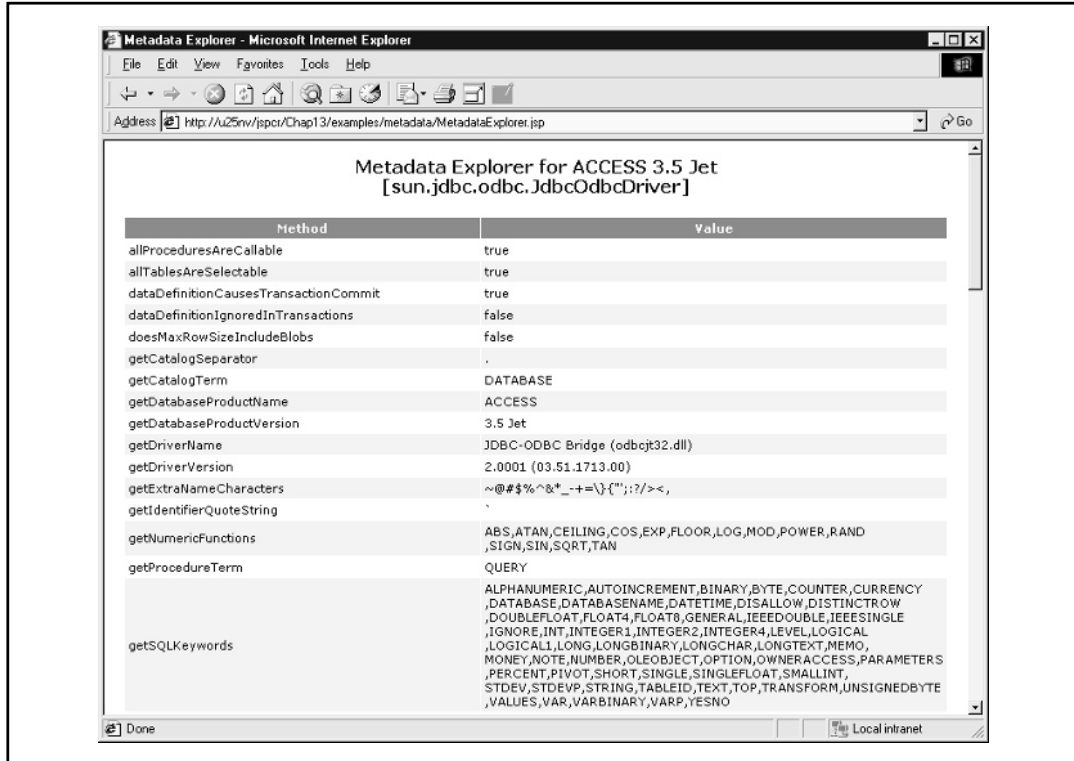 Metadata Explorer - Microsoft Internet Explorer
File Edit View Favorites Tools Help
Address http://u25nv/jspcr/Chap13/examples/metadata/MetadataExplorer.jsp Go
Metadata Explorer for ACCESS 3.5 Jet
[sun.jdbc.odbc.JdbcOdbcDriver]
Method Value
allProceduresAreCallable true
allTablesAreSelectable true
dataDefinitionCausesTransactionCommit true
dataDefinitionIgnoredInTransactions false
doesMaxRowSizeIncludeBlobs false
getCatalogSeparator .
getCatalogTerm DATABASE
getDatabaseProductName ACCESS
getDatabaseProductVersion 3.5 Jet
getDriverName JDBC-ODBC Bridge (odbcjt32.dll)
getDriverVersion 2.0001 (03.51.1713.00)
getExtraNameCharacters ~@#$%^&*_-+=\}{"';:?/><,
getIdentifierQuoteString `
getNumericFunctions ABS,ATAN,CEILING,COS,EXP,FLOOR,LOG,MOD,POWER,RAND
,SIGN,SIN,SQRT,TAN
getProcedureTerm QUERY
getSQLKeywords ALPHANUMERIC,AUTOINCREMENT,BINARY,BYTE,COUNTER,CURRENCY
,DATABASE,DATABASENAME,DATETIME,DISALLOW,DISTINCTROW
,DOUBLEFLOAT,FLOAT4,FLOAT8,GENERAL,IEEEDOUBLE,IEEESINGLE
,IGNORE,INT,INTEGER1,INTEGER2,INTEGER4,LEVEL,LOGICAL
,LOGICAL1,LONG,LONGBINARY,LONGCHAR,LONGTEXT,MEMO,
MONEY,NOTE,NUMBER,OLEOBJECT,OPTION,OWNERACCESS,PARAMETERS
,PERCENT,PIVOT,SHORT,SINGLE,SINGLEFLOAT,SMALLINT,
STDEV,STDEVP,STRING,TABLEID,TEXT,TOP,TRANSFORM,UNSIGNEDBYTE
,VALUES,VAR,VARBINARY,VARP,YESNO
Done Local intranet